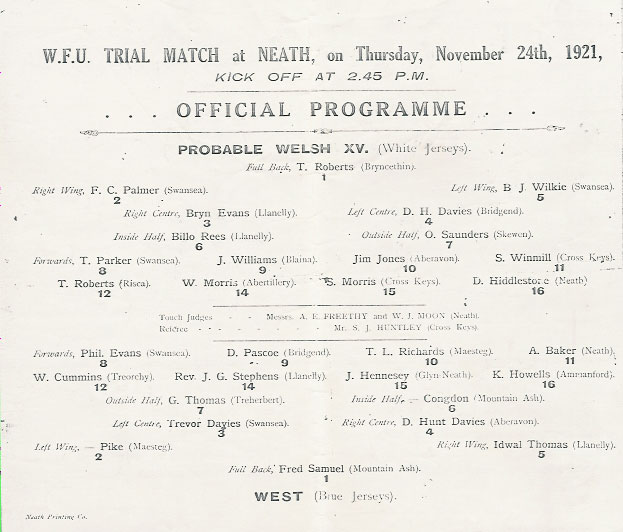 W.F.U. TRIAL MATCH at NEATH, on Thursday, November 24th, 1921,
KICK OFF AT 2.45 P.M.
. . . OFFICIAL PROGRAMME . . .
PROBABLE WELSH XV. (White Jerseys).
Full Back, T. Roberts (Bryncethin).
1
Right Wing, F. C. Palmer (Swansea). Left Wing, B J. Wilkie (Swansea).
2 5
Right Centre, Bryn Evans (Llanelly). Left Centre, D. H. Davies (Bridgend).
3 4
Inside Half, Billo Rees (Llanelly). Outside Half, O. Saunders (Skewen).
6 7
Forwards, T. Parker (Swansea). J. Williams (Blaina). Jim Jones (Aberavon). S. Winmill (Cross Keys).
8 9 10 11
T. Roberts (Risca). W. Morris (Abertillery). S. Morris (Cross Keys). D. Hiddlestone (Neath)
12 14 15 16
Touch Judges - - Messrs. A. E. FREETHY and W. J. MOON (Neath).
Referee - - - - - - - - Mr. S. J. HUNTLEY (Cross Keys).
Forwards, Phil. Evans (Swansea). D. Pascoe (Bridgend). T. L. Richards (Maesteg). A. Baker (Neath).
8 9 10 11
W. Cummins (Treorchy). Rev. J. G. Stephens (Llanelly). J. Hennesey (Glyn-Neath). K. Howells (Ammanford).
12 14 15 16
Outside Half, G. Thomas (Treherbert). Inside Half, — Congdon (Mountain Ash).
7 6
Left Centre, Trevor Davies (Swansea). Right Centre, D. Hunt Davies (Aberavon).
3 4
Left Wing, — Pike (Maesteg). Right Wing, Idwal Thomas (Llanelly).
2 5
Full Back, Fred Samuel (Mountain Ash).
1
WEST (Blue Jerseys).
Neath Printing Co.